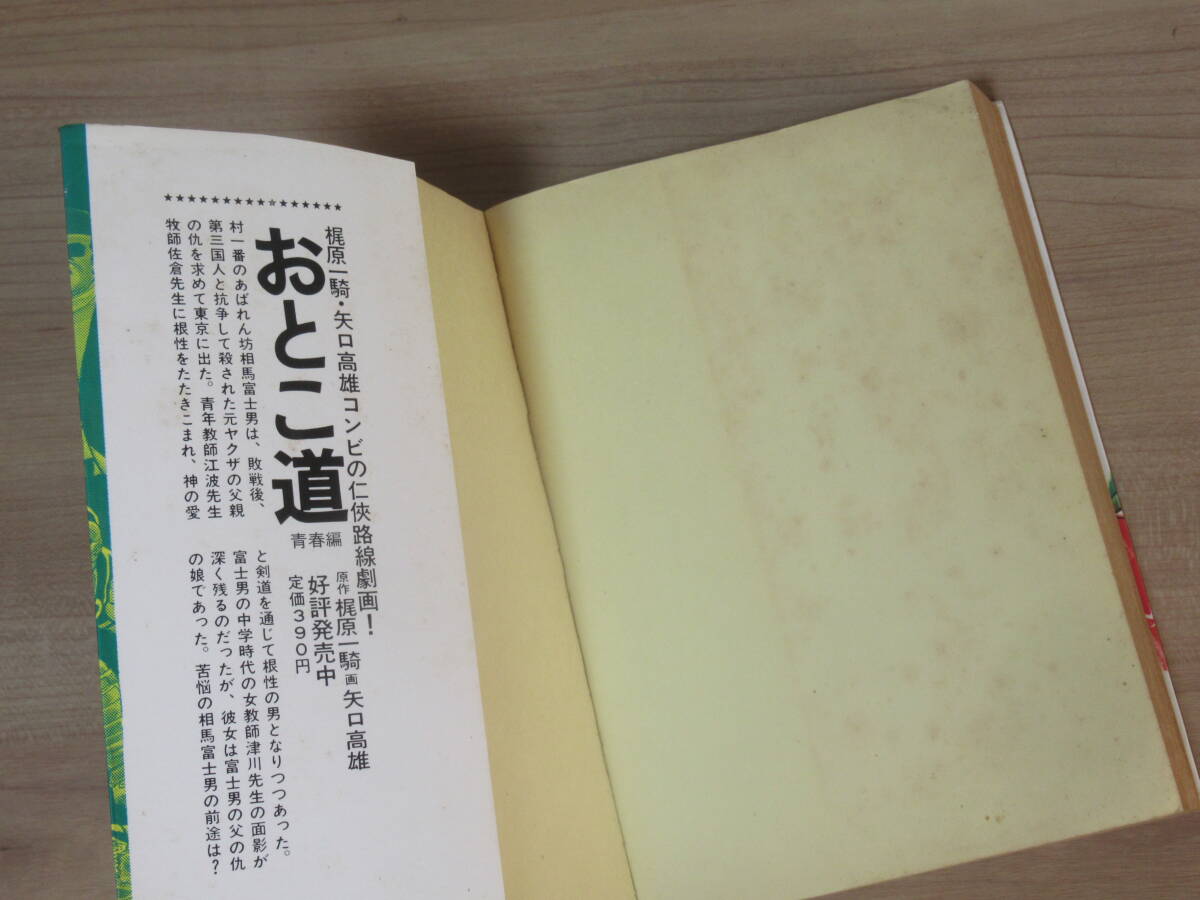 ★★★★★★★★★☆★★★★★★
梶原一騎・矢口高雄コンビの仁侠路線劇画!
おとこ道
青春編
原作 梶原一騎 画 矢口高雄
好評発売中
定価390円
村一番のあばれん坊相馬富士男は、敗戦後、
第三国人と抗争して殺された元ヤクザの父親
の仇を求めて東京に出た。青年教師江波先生
牧師佐倉先生に根性をたたきこまれ、神の愛
と剣道を通じて根性の男となりつつあった。
富士男の中学時代の女教師津川先生の面影が
深く残るのだったが、彼女は富士男の父の仇
の娘であった。苦悩の相馬富士男の前途は?